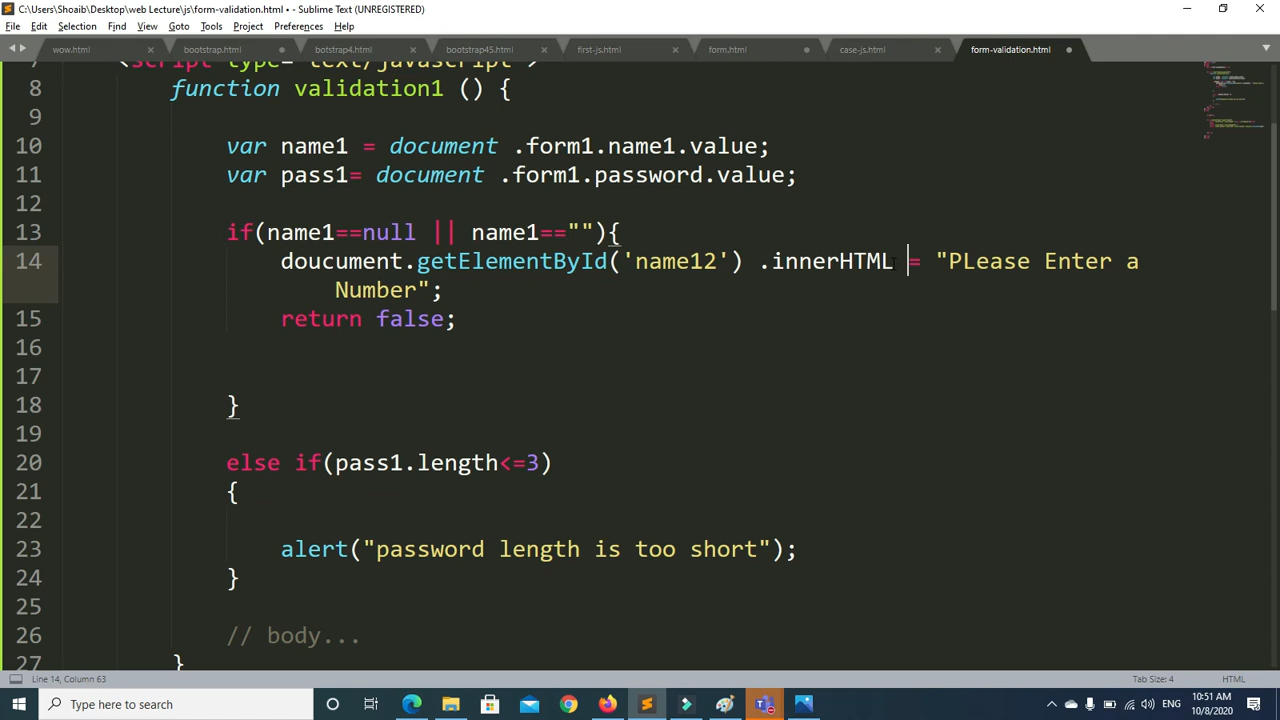 C:\Users\Shoaib\Desktop\web Lecture\js\form-validation.html • - Sublime Text (UNREGISTERED)
File Edit Selection Find View Goto Tools Project Preferences Help
wow.html bootstrap.html botstrap4.html bootstrap45.html first-js.html form.html case-js.html form-validation.html
7 <script type="text/javascript">
8 function validation1 () {
9
10 var name1 = document .form1.name1.value;
11 var pass1= document .form1.password.value;
12
13 if(name1==null || name1==""){
14 doucument.getElementById('name12') .innerHTML = "PLease Enter a
Number";
15 return false;
16
17
18 }
19
20 else if(pass1.length<=3)
21 {
22
23 alert("password length is too short");
24 }
25
26 // body...
27 }
Line 14, Column 63 Tab Size: 4 HTML
Type here to search
10:51 AM
10/8/2020